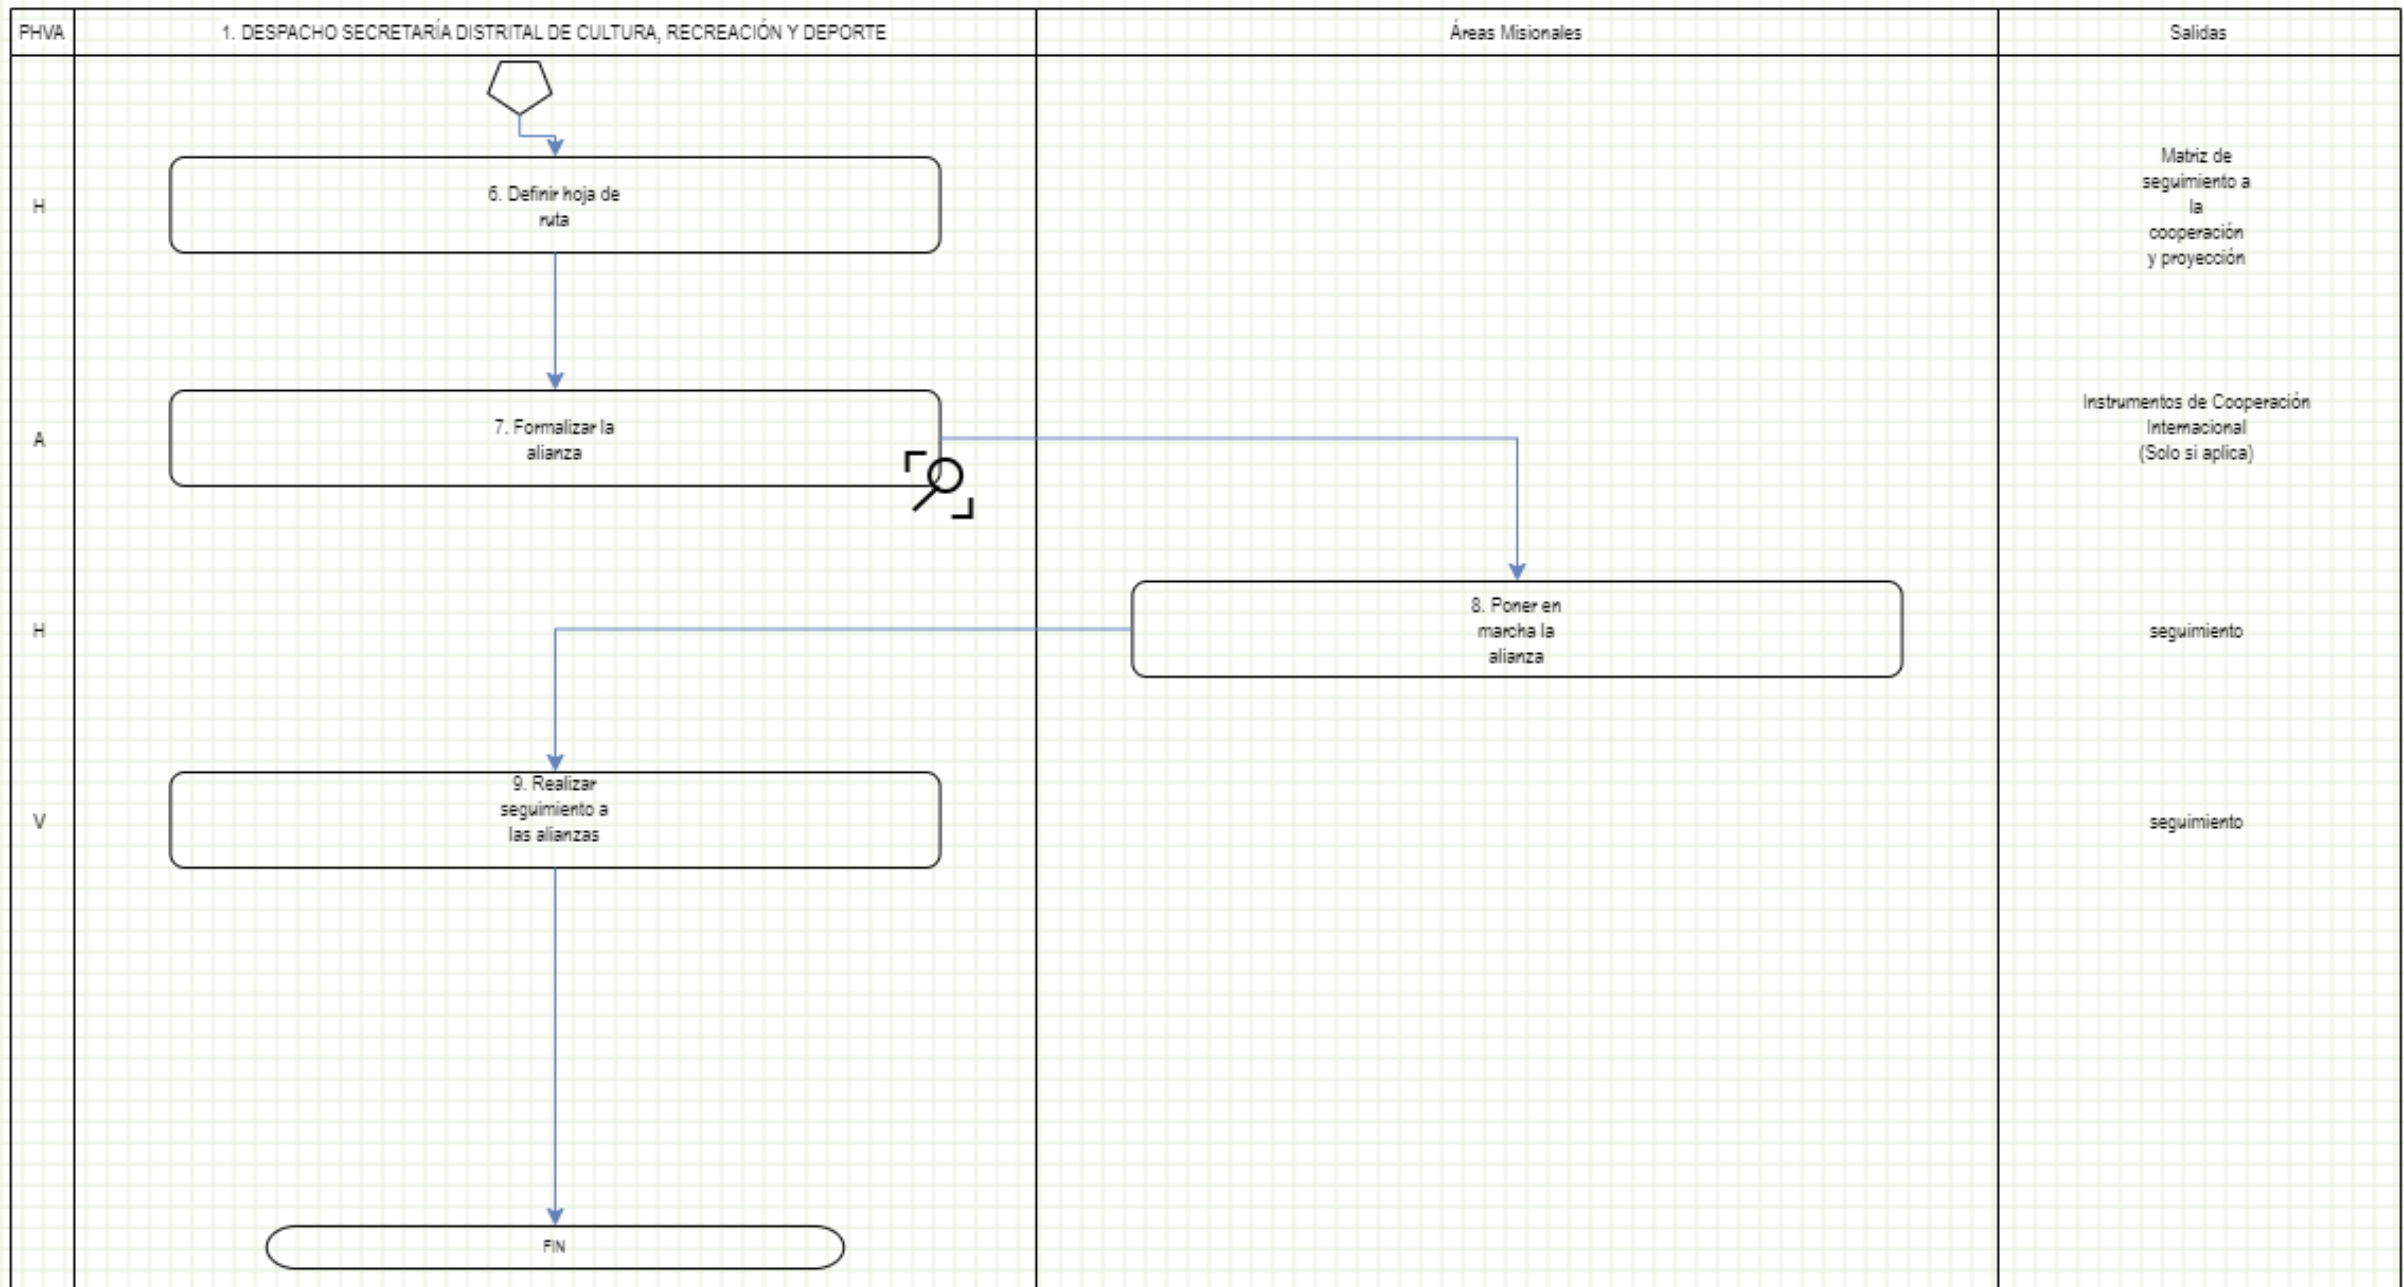 PHVA
1. DESPACHO SECRETARÍA DISTRITAL DE CULTURA, RECREACIÓN Y DEPORTE
Áreas Misionales
Salidas
H
6. Definir hoja de
ruta
Matriz de
seguimiento a
la
cooperación
y proyección
A
7. Formalizar la
alianza
Instrumentos de Cooperación
Internacional
(Solo si aplica)
H
8. Poner en
marcha la
alianza
seguimiento
V
9. Realizar
seguimiento a
las alianzas
seguimiento
FIN